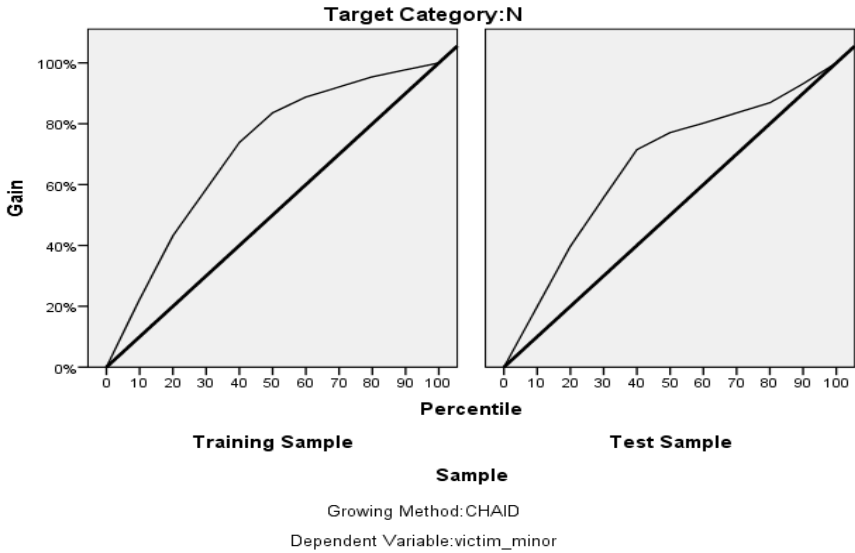 Target Category:N
Gain
100%
80%
60%
40%
20%
0%
0 10 20 30 40 50 60 70 80 90 100
0 10 20 30 40 50 60 70 80 90 100
Percentile
Training Sample
Test Sample
Sample
Growing Method:CHAID
Dependent Variable:victim_minor